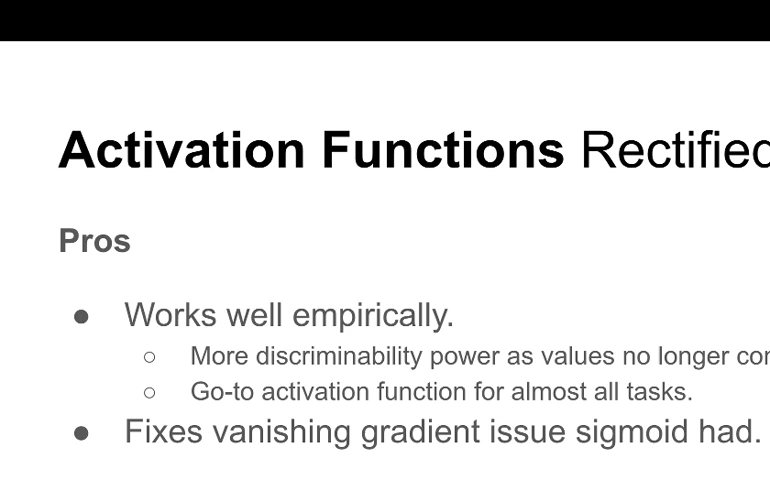 Activation Functions Rectified
Pros
● Works well empirically.
○ More discriminability power as values no longer
○ Go-to activation function for almost all tasks.
● Fixes vanishing gradient issue sigmoid had.